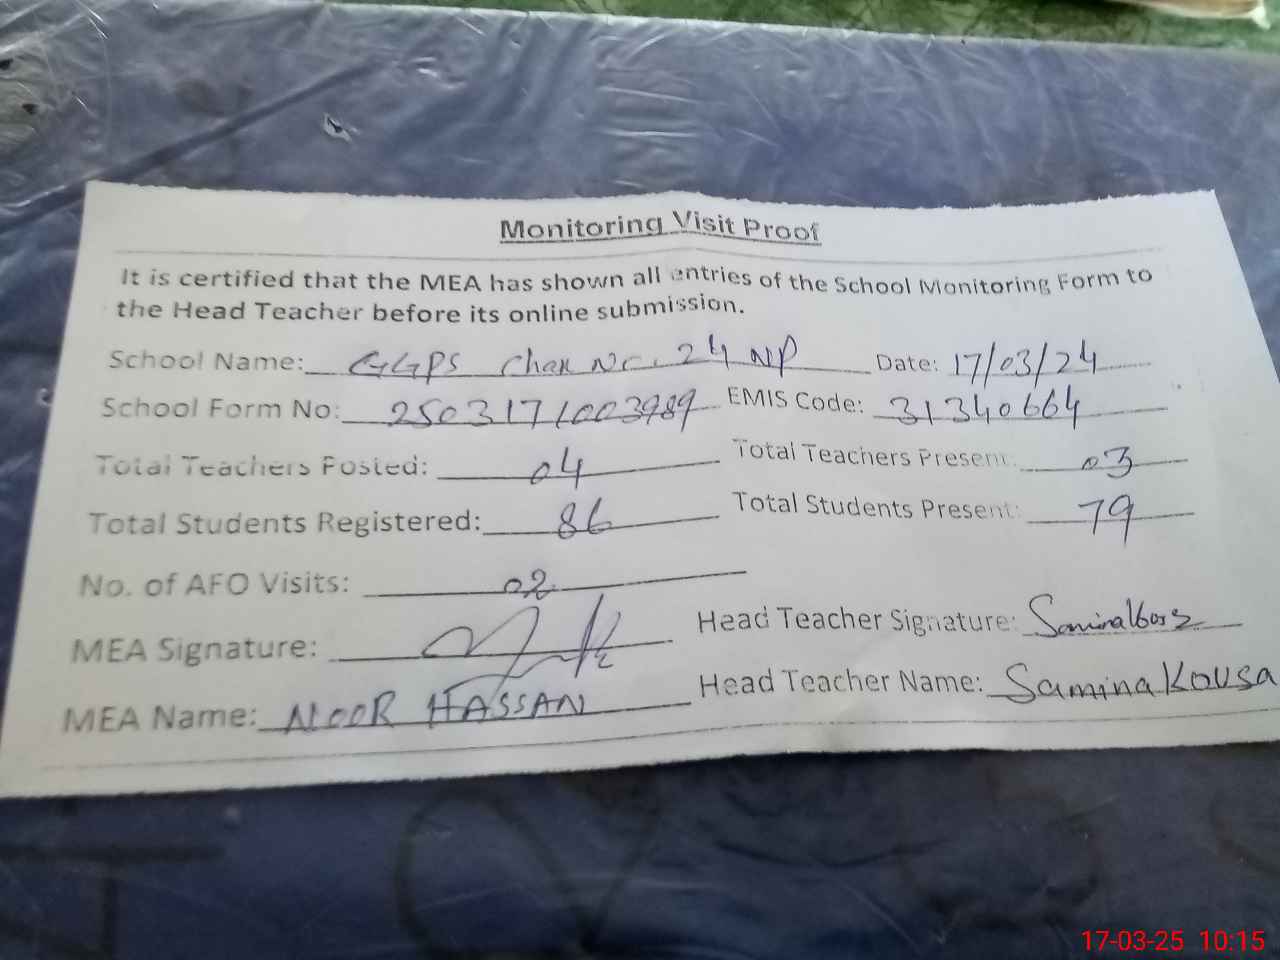 Monitoring Visit Proof
It is certified that the MEA has shown all entries of the School Monitoring Form to
the Head Teacher before its online submission.
School Name: GGPS Chak No. 24 NP Date: 17/03/24
School Form No: 2503171003989 EMIS Code: 31340664
Total Teachers Posted: 04 Total Teachers Present: 03
Total Students Registered: 86 Total Students Present: 79
No. of AFO Visits: 02
MEA Signature: Head Teacher Signature:
MEA Name: NOOR HASSAN Head Teacher Name: Samina Kousa
17-03-25 10:15